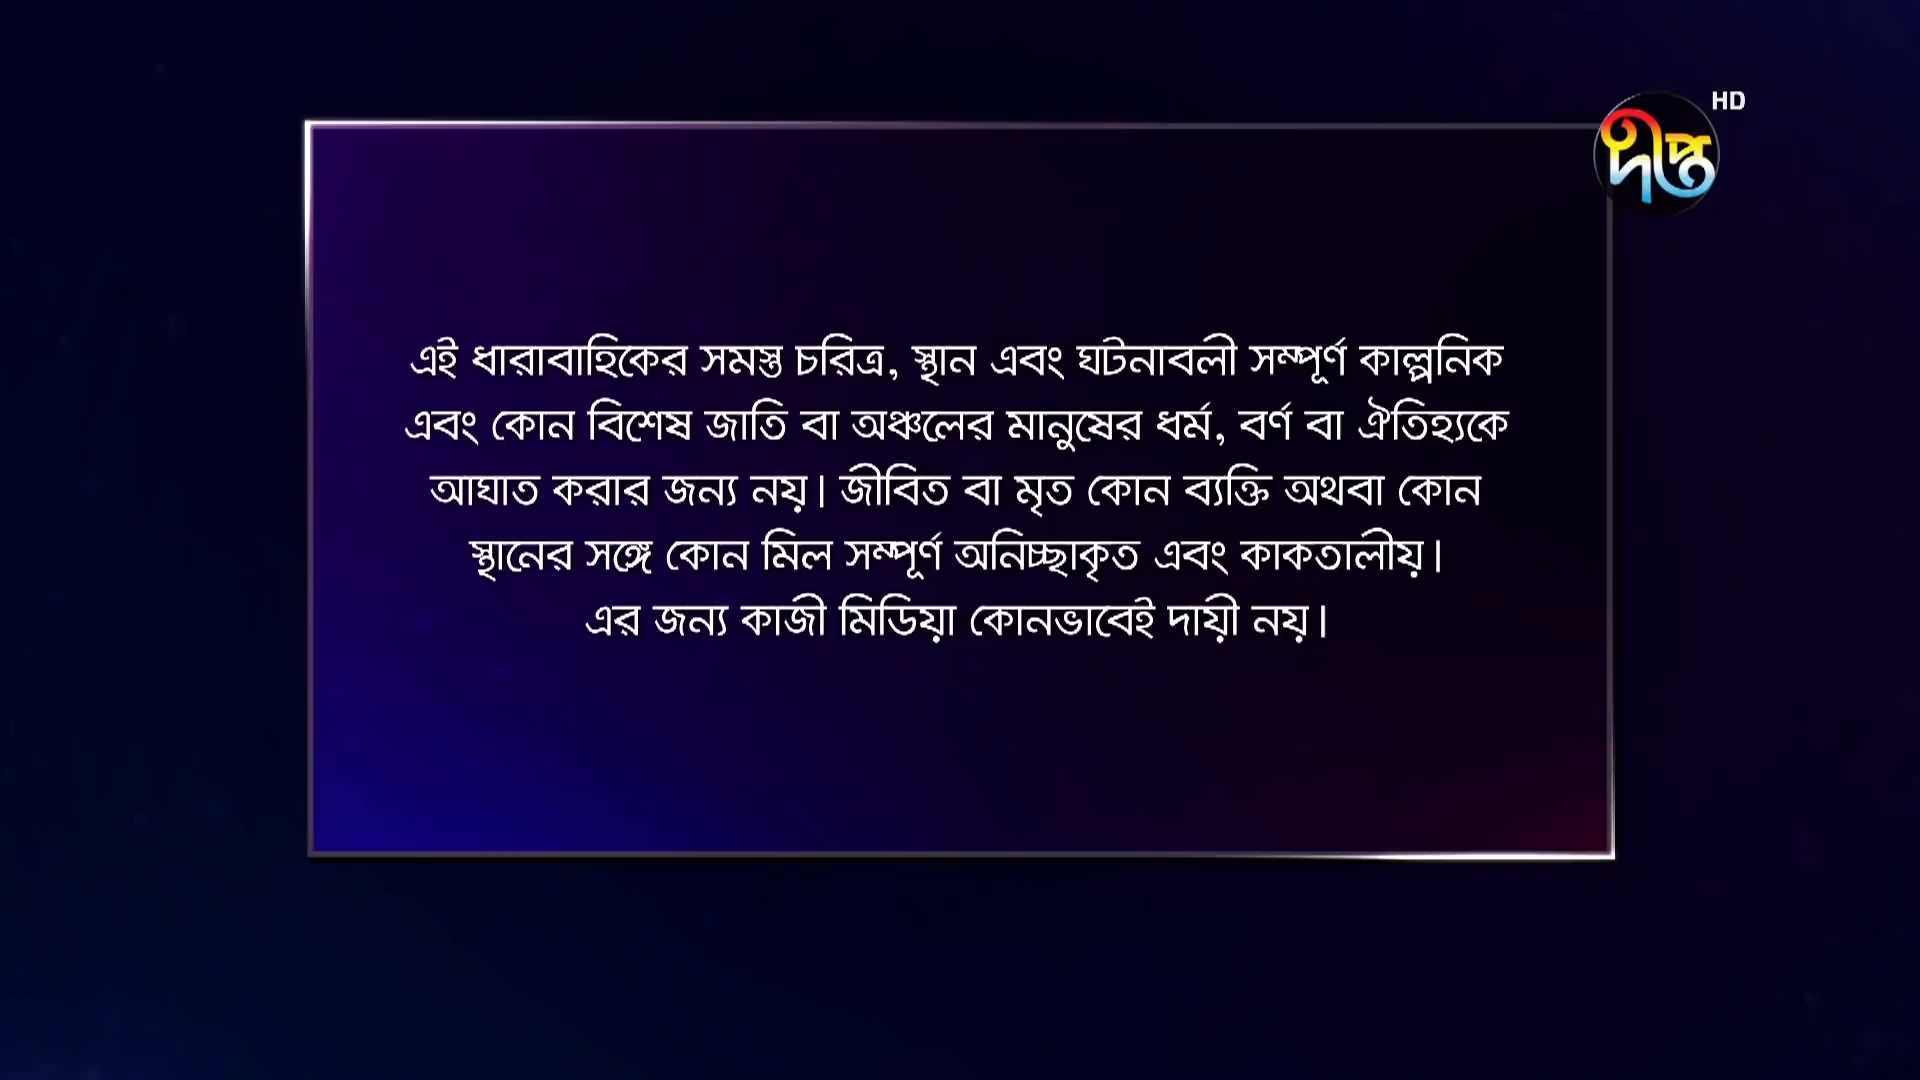 HD
দীপ্ত
এই ধারাবাহিকের সমস্ত চরিত্র, স্থান এবং ঘটনাবলী সম্পূর্ণ কাল্পনিক
এবং কোন বিশেষ জাতি বা অঞ্চলের মানুষের ধর্ম, বর্ণ বা ঐতিহ্যকে
আঘাত করার জন্য নয়। জীবিত বা মৃত কোন ব্যক্তি অথবা কোন
স্থানের সঙ্গে কোন মিল সম্পূর্ণ অনিচ্ছাকৃত এবং কাকতালীয়।
এর জন্য কাজী মিডিয়া কোনভাবেই দায়ী নয়।